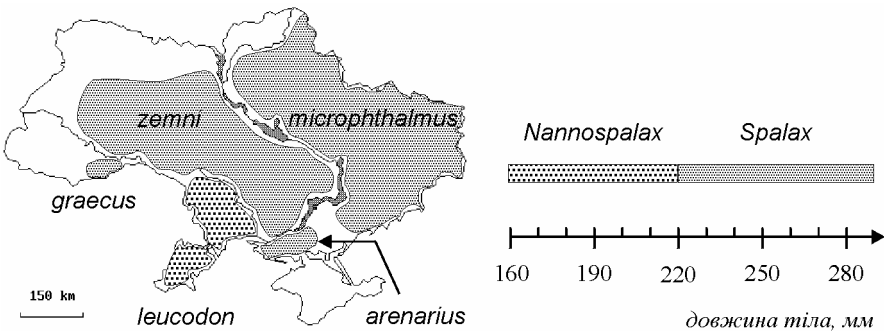 zemni
microphthalmus
graecus
leucodon
arenarius
150 km
Nannospalax Spalax
160 190 220 250 280
довжина тіла, мм